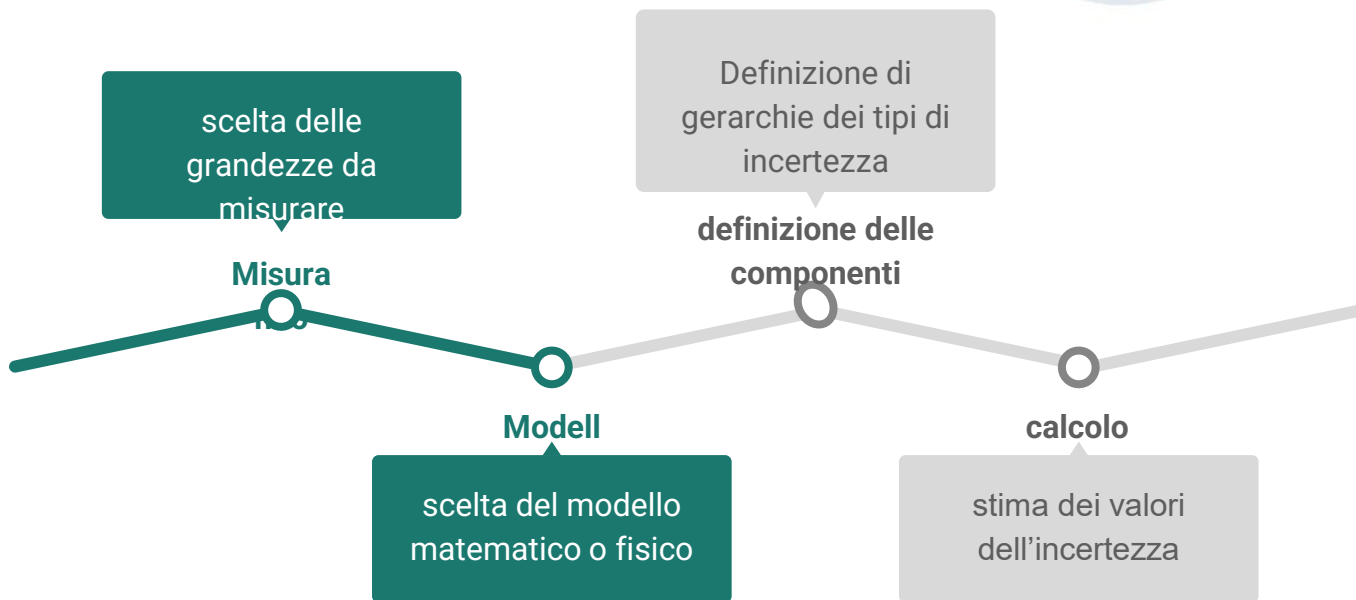 scelta delle
grandezze da
misurare
Misura
Modell
scelta del modello
matematico o fisico
Definizione di
gerarchie dei tipi di
incertezza
definizione delle
componenti
calcolo
stima dei valori
dell'incertezza